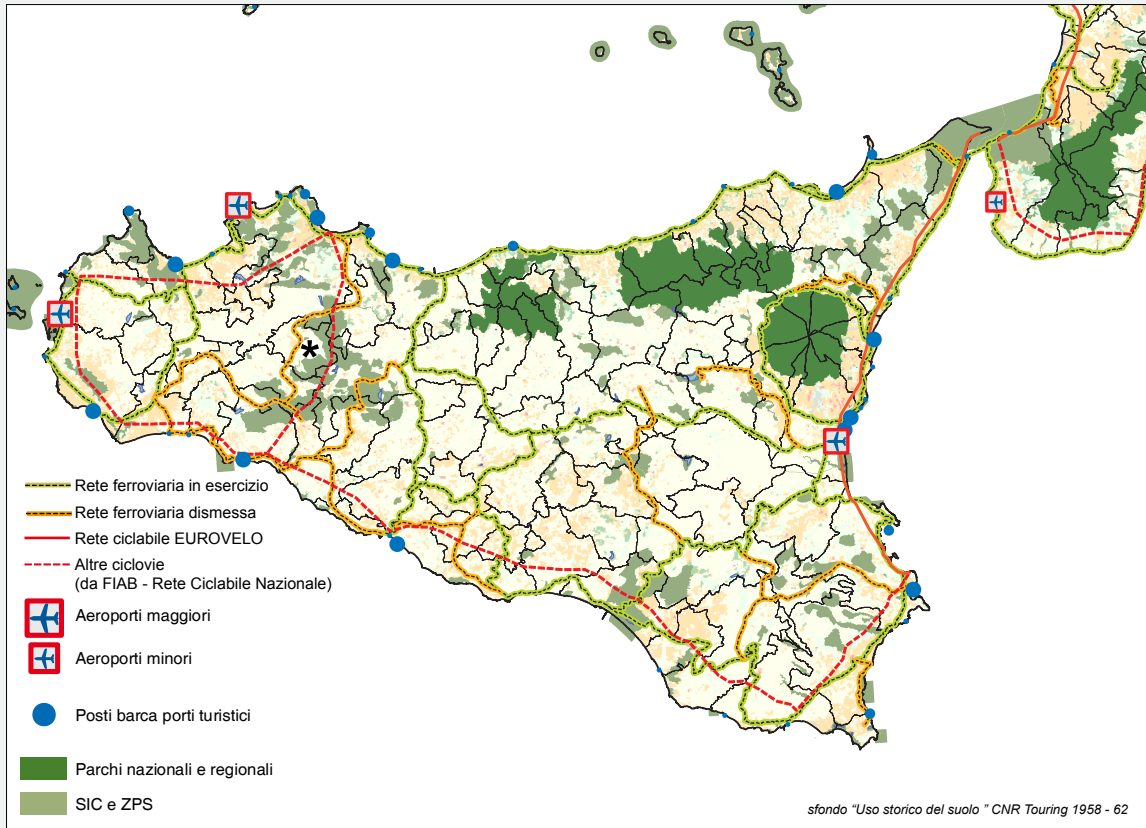 Rete ferroviaria in esercizio
Rete ferroviaria dismessa
Rete ciclabile EUROVELO
Altre ciclovie
(da FIAB - Rete Ciclabile Nazionale)
Aeroporti maggiori
Aeroporti minori
Posti barca porti turistici
Parchi nazionali e regionali
SIC e ZPS
sfondo “Uso storico del suolo ” CNR Touring 1958 - 62
*